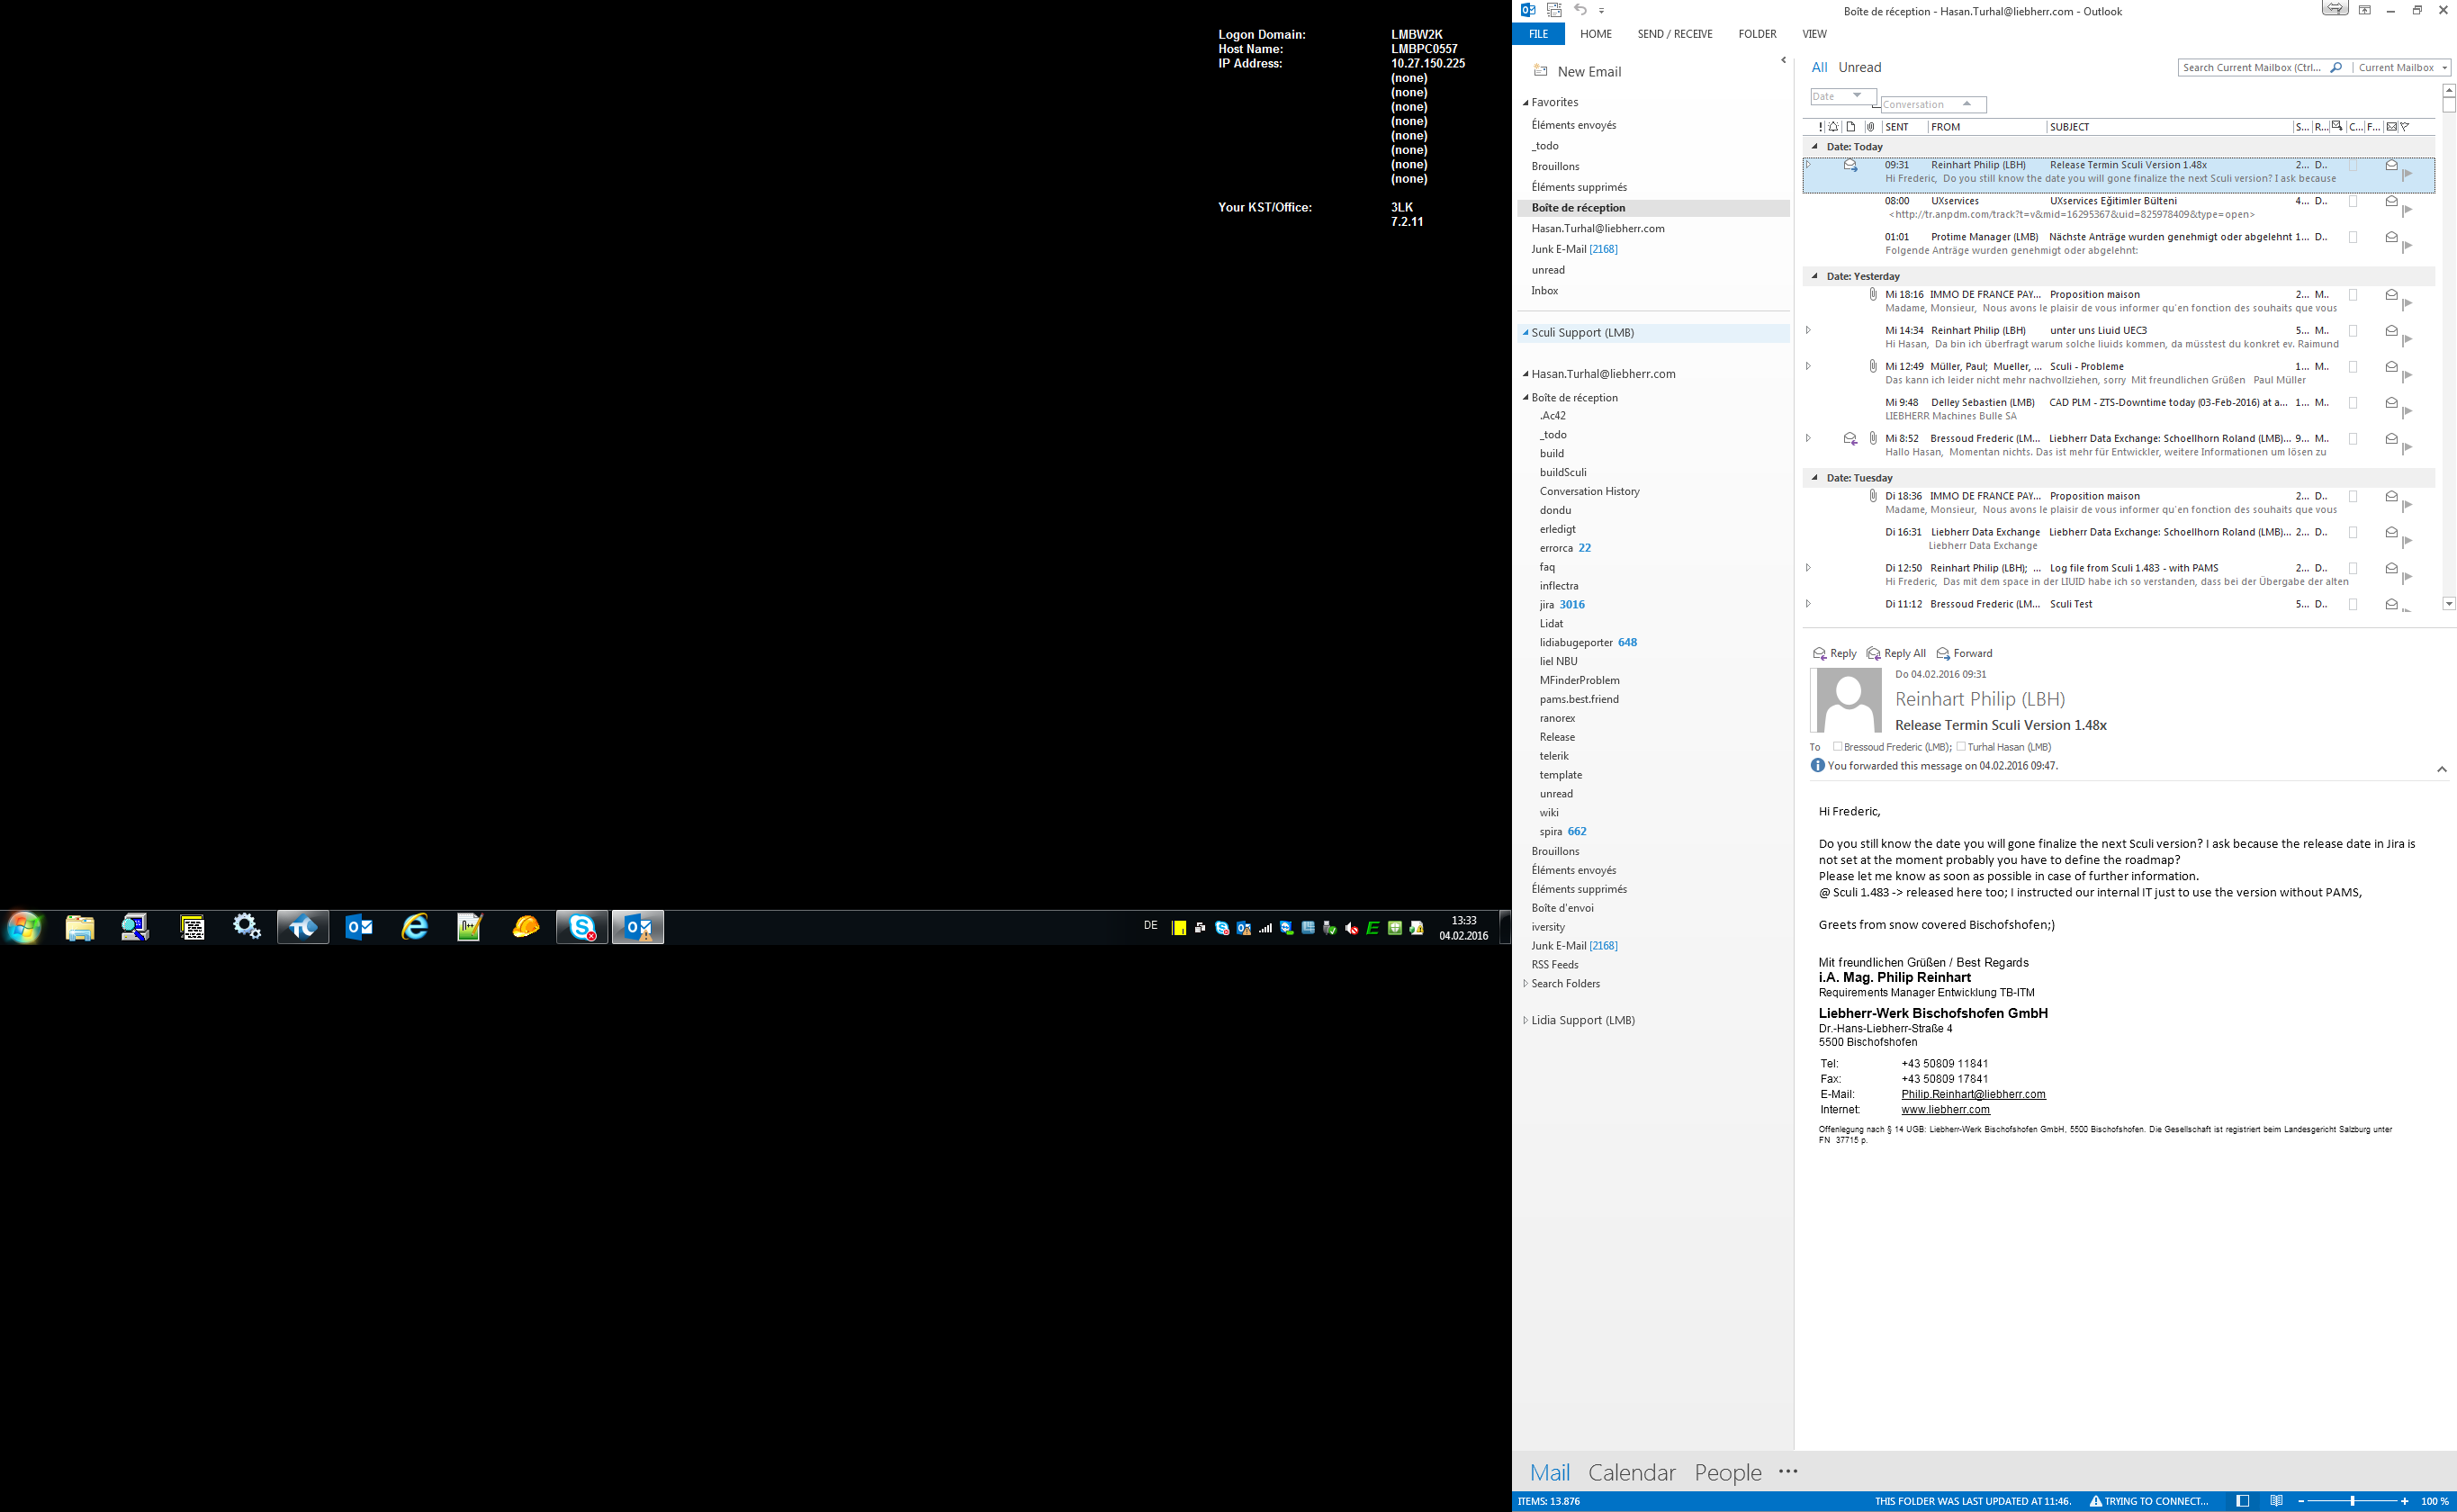 Logon Domain: LMBW2K
Host Name: LMBPC0557
IP Address: 10.27.150.225
(none)
(none)
(none)
(none)
(none)
(none)
(none)
(none)
Your KST/Office: 3LK
7.2.11
DE
13:33
04.02.2016
Boîte de réception - Hasan.Turhal@liebherr.com - Outlook
FILE HOME SEND / RECEIVE FOLDER VIEW
New Email
Favorites
Éléments envoyés
_todo
Brouillons
Éléments supprimés
Boîte de réception
Hasan.Turhal@liebherr.com
Junk E-Mail [2168]
unread
Inbox
Sculi Support (LMB)
Hasan.Turhal@liebherr.com
Boîte de réception
.Ac42
_todo
build
buildSculi
Conversation History
dondu
erledigt
errorca 22
faq
inflectra
jira 3016
Lidat
lidiabugeporter 648
liel NBU
MFinderProblem
pams.best.friend
ranorex
Release
telerik
template
unread
wiki
spira 662
Brouillons
Éléments envoyés
Éléments supprimés
Boîte d'envoi
iversity
Junk E-Mail [2168]
RSS Feeds
Search Folders
Lidia Support (LMB)
All Unread
Search Current Mailbox (Ctrl... Current Mailbox
Date
Conversation
! SENT FROM SUBJECT S... R... C... F...
Date: Today
09:31 Reinhart Philip (LBH) Release Termin Sculi Version 1.48x 2... D..
Hi Frederic, Do you still know the date you will gone finalize the next Sculi version? I ask because
08:00 UXservices UXservices Eğitimler Bülteni 4... D..
<http://tr.anpdm.com/track?t=v&mid=16295367&uid=825978409&type=open>
01:01 Protime Manager (LMB) Nächste Anträge wurden genehmigt oder abgelehnt 1... D..
Folgende Anträge wurden genehmigt oder abgelehnt:
Date: Yesterday
Mi 18:16 IMMO DE FRANCE PAY... Proposition maison 2... M..
Madame, Monsieur, Nous avons le plaisir de vous informer qu'en fonction des souhaits que vous
Mi 14:34 Reinhart Philip (LBH) unter uns Liuid UEC3 5... M..
Hi Hasan, Da bin ich überfragt warum solche liuids kommen, da müsstest du konkret ev. Raimund
Mi 12:49 Müller, Paul; Mueller, ... Sculi - Probleme 1... M..
Das kann ich leider nicht mehr nachvollziehen, sorry Mit freundlichen Grüßen Paul Müller
Mi 9:48 Delley Sebastien (LMB) CAD PLM - ZTS-Downtime today (03-Feb-2016) at a... 1... M..
LIEBHERR Machines Bulle SA
Mi 8:52 Bressoud Frederic (LM... Liebherr Data Exchange: Schoellhorn Roland (LMB)... 9... M..
Hallo Hasan, Momentan nichts. Das ist mehr für Entwickler, weitere Informationen um lösen zu
Date: Tuesday
Di 18:36 IMMO DE FRANCE PAY... Proposition maison 2... D..
Madame, Monsieur, Nous avons le plaisir de vous informer qu'en fonction des souhaits que vous
Di 16:31 Liebherr Data Exchange Liebherr Data Exchange: Schoellhorn Roland (LMB)... 2... D..
Liebherr Data Exchange
Di 12:50 Reinhart Philip (LBH); ... Log file from Sculi 1.483 - with PAMS 2... D..
Hi Frederic, Das mit dem space in der LIUID habe ich so verstanden, dass bei der Übergabe der alten
Di 11:12 Bressoud Frederic (LM... Sculi Test 5... D..
Reply Reply All Forward
Do 04.02.2016 09:31
Reinhart Philip (LBH)
Release Termin Sculi Version 1.48x
To Bressoud Frederic (LMB); Turhal Hasan (LMB)
You forwarded this message on 04.02.2016 09:47.
Hi Frederic,
Do you still know the date you will gone finalize the next Sculi version? I ask because the release date in Jira is
not set at the moment probably you have to define the roadmap?
Please let me know as soon as possible in case of further information.
@ Sculi 1.483 -> released here too; I instructed our internal IT just to use the version without PAMS,
Greets from snow covered Bischofshofen;)
Mit freundlichen Grüßen / Best Regards
i.A. Mag. Philip Reinhart
Requirements Manager Entwicklung TB-ITM
Liebherr-Werk Bischofshofen GmbH
Dr.-Hans-Liebherr-Straße 4
5500 Bischofshofen
Tel: +43 50809 11841
Fax: +43 50809 17841
E-Mail: Philip.Reinhart@liebherr.com
Internet: www.liebherr.com
Offenlegung nach § 14 UGB: Liebherr-Werk Bischofshofen GmbH, 5500 Bischofshofen. Die Gesellschaft ist registriert beim Landesgericht Salzburg unter
FN 37715 p.
Mail Calendar People ...
ITEMS: 13.876 THIS FOLDER WAS LAST UPDATED AT 11:46. TRYING TO CONNECT... 100 %